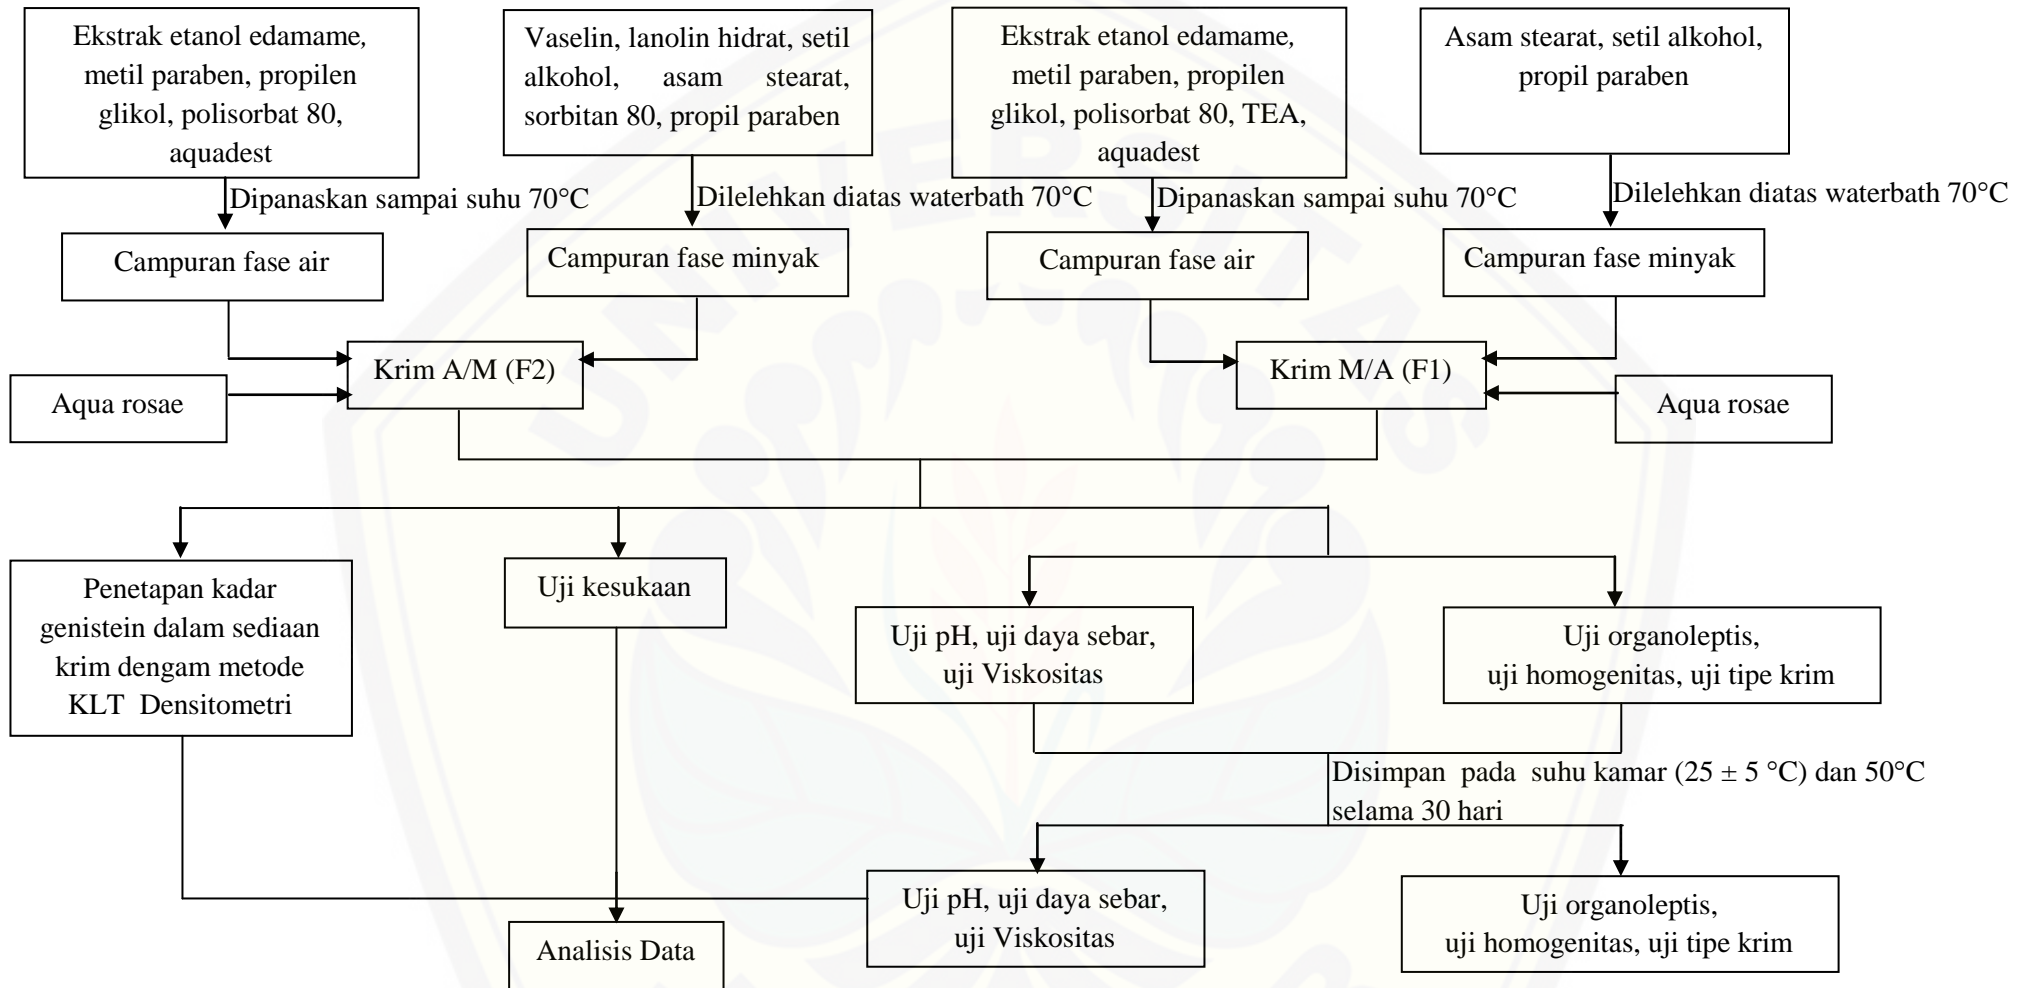 Ekstrak etanol edamame,
metil paraben, propilen
glikol, polisorbat 80,
aquadest
Vaselin, lanolin hidrat, setil
alkohol, asam stearat,
sorbitan 80, propil paraben
Ekstrak etanol edamame,
metil paraben, propilen
glikol, polisorbat 80, TEA,
aquadest
Asam stearat, setil alkohol,
propil paraben
Dipanaskan sampai suhu 70°C
Dilelehkan diatas waterbath 70°C
Dipanaskan sampai suhu 70°C
Dilelehkan diatas waterbath 70°C
Campuran fase air
Campuran fase minyak
Campuran fase air
Campuran fase minyak
Krim A/M (F2)
Krim M/A (F1)
Aqua rosae
Aqua rosae
Penetapan kadar
genistein dalam sediaan
krim dengam metode
KLT Densitometri
Uji kesukaan
Uji pH, uji daya sebar,
uji Viskositas
Uji organoleptis,
uji homogenitas, uji tipe krim
Disimpan pada suhu kamar (25 ± 5 °C) dan 50°C
selama 30 hari
Uji pH, uji daya sebar,
uji Viskositas
Uji organoleptis,
uji homogenitas, uji tipe krim
Analisis Data
UNIVERSITAS